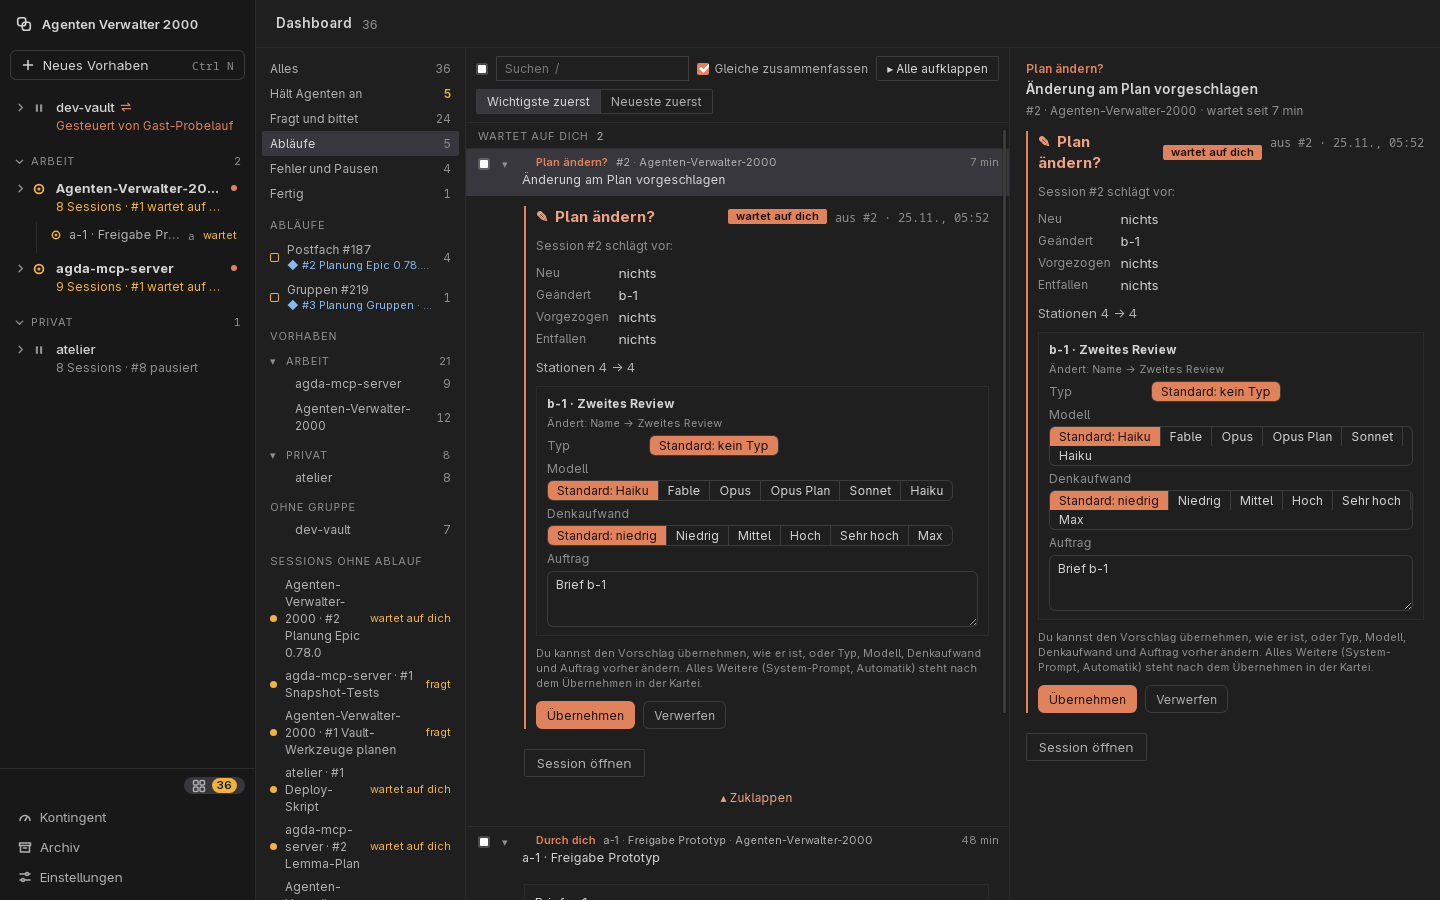 Agenten Verwalter 2000
Neues Vorhaben Ctrl N
dev-vault
Gesteuert von Gast-Probelauf
ARBEIT 2
Agenten-Verwalter-20...
8 Sessions · #1 wartet auf ...
a-1 · Freigabe Pr... a wartet
agda-mcp-server
9 Sessions · #1 wartet auf ...
PRIVAT 1
atelier
8 Sessions · #8 pausiert
36
Kontingent
Archiv
Einstellungen
Dashboard 36
Alles 36
Hält Agenten an 5
Fragt und bittet 24
Abläufe 5
Fehler und Pausen 4
Fertig 1
ABLÄUFE
Postfach #187 4
#2 Planung Epic 0.78....
Gruppen #219 1
#3 Planung Gruppen · ...
VORHABEN
▾ ARBEIT 21
agda-mcp-server 9
Agenten-Verwalter-
2000 12
▾ PRIVAT 8
atelier 8
OHNE GRUPPE
dev-vault 7
SESSIONS OHNE ABLAUF
Agenten-
Verwalter-
2000 · #2 wartet auf dich
Planung Epic
0.78.0
agda-mcp-server · #1
Snapshot-Tests fragt
Agenten-Verwalter-
2000 · #1 Vault- fragt
Werkzeuge planen
atelier · #1
Deploy- wartet auf dich
Skript
agda-mcp-
server · #2 wartet auf dich
Lemma-Plan
Agenten-
Suchen / Gleiche zusammenfassen ▸ Alle aufklappen
Wichtigste zuerst Neueste zuerst
WARTET AUF DICH 2
▾ Plan ändern? #2 · Agenten-Verwalter-2000 7 min
Änderung am Plan vorgeschlagen
✎ Plan ändern? wartet auf dich aus #2 · 25.11., 05:52
Session #2 schlägt vor:
Neu nichts
Geändert b-1
Vorgezogen nichts
Entfallen nichts
Stationen 4 → 4
b-1 · Zweites Review
Ändert: Name → Zweites Review
Typ Standard: kein Typ
Modell
Standard: Haiku Fable Opus Opus Plan Sonnet Haiku
Denkaufwand
Standard: niedrig Niedrig Mittel Hoch Sehr hoch Max
Auftrag
Brief b-1
Du kannst den Vorschlag übernehmen, wie er ist, oder Typ, Modell, Denkaufwand
und Auftrag vorher ändern. Alles Weitere (System-Prompt, Automatik) steht nach
dem Übernehmen in der Kartei.
Übernehmen Verwerfen
Session öffnen
▴ Zuklappen
▾ Durch dich a-1 · Freigabe Prototyp · Agenten-Verwalter-2000 48 min
a-1 · Freigabe Prototyp
Plan ändern?
Änderung am Plan vorgeschlagen
#2 · Agenten-Verwalter-2000 · wartet seit 7 min
✎ Plan
ändern? wartet auf dich aus #2 · 25.11., 05:52
Session #2 schlägt vor:
Neu nichts
Geändert b-1
Vorgezogen nichts
Entfallen nichts
Stationen 4 → 4
b-1 · Zweites Review
Ändert: Name → Zweites Review
Typ Standard: kein Typ
Modell
Standard: Haiku Fable Opus Opus Plan Sonnet
Haiku
Denkaufwand
Standard: niedrig Niedrig Mittel Hoch Sehr hoch
Max
Auftrag
Brief b-1
Du kannst den Vorschlag übernehmen, wie er ist, oder Typ, Modell,
Denkaufwand und Auftrag vorher ändern. Alles Weitere (System-
Prompt, Automatik) steht nach dem Übernehmen in der Kartei.
Übernehmen Verwerfen
Session öffnen